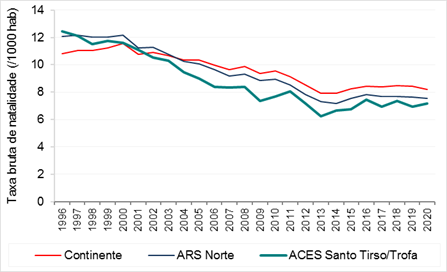 Taxa bruta de natalidade (/1000 hab)
14
12
10
8
6
4
2
0
1996 1997 1998 1999 2000 2001 2002 2003 2004 2005 2006 2007 2008 2009 2010 2011 2012 2013 2014 2015 2016 2017 2018 2019 2020
Continente ARS Norte ACES Santo Tirso/Trofa